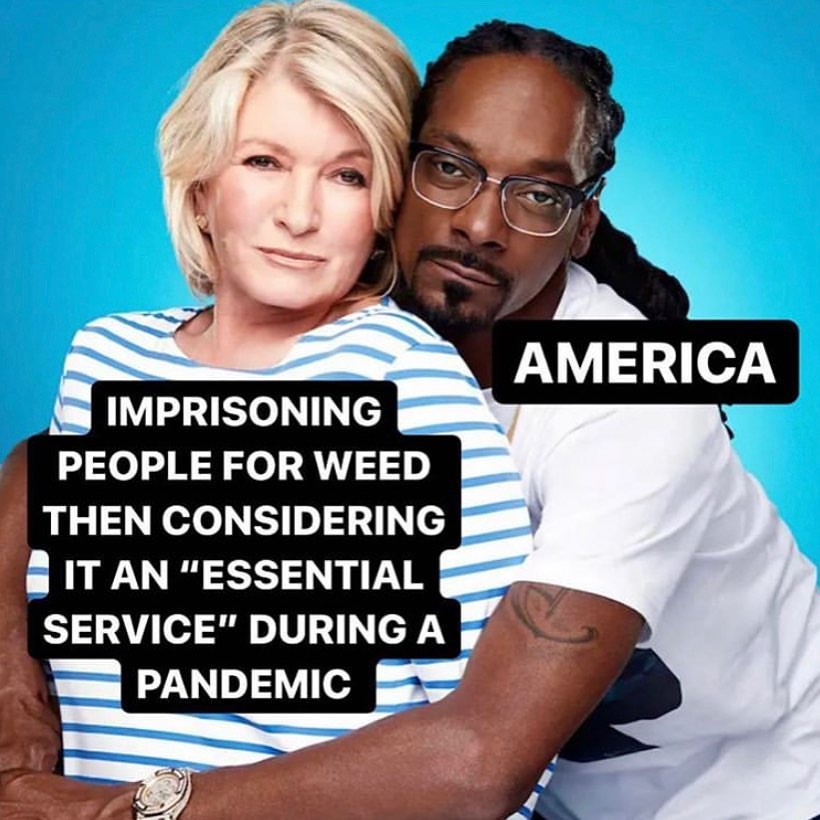 AMERICA
IMPRISONING
PEOPLE FOR WEED
THEN CONSIDERING
IT AN “ESSENTIAL
SERVICE” DURING A
PANDEMIC